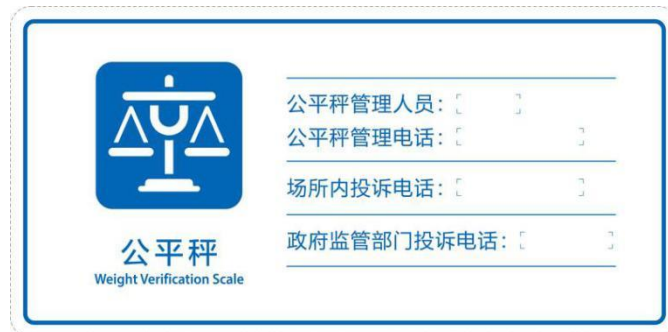 公平秤
Weight Verification Scale
公平秤管理人员:
公平秤管理电话:
场所内投诉电话:
政府监管部门投诉电话: